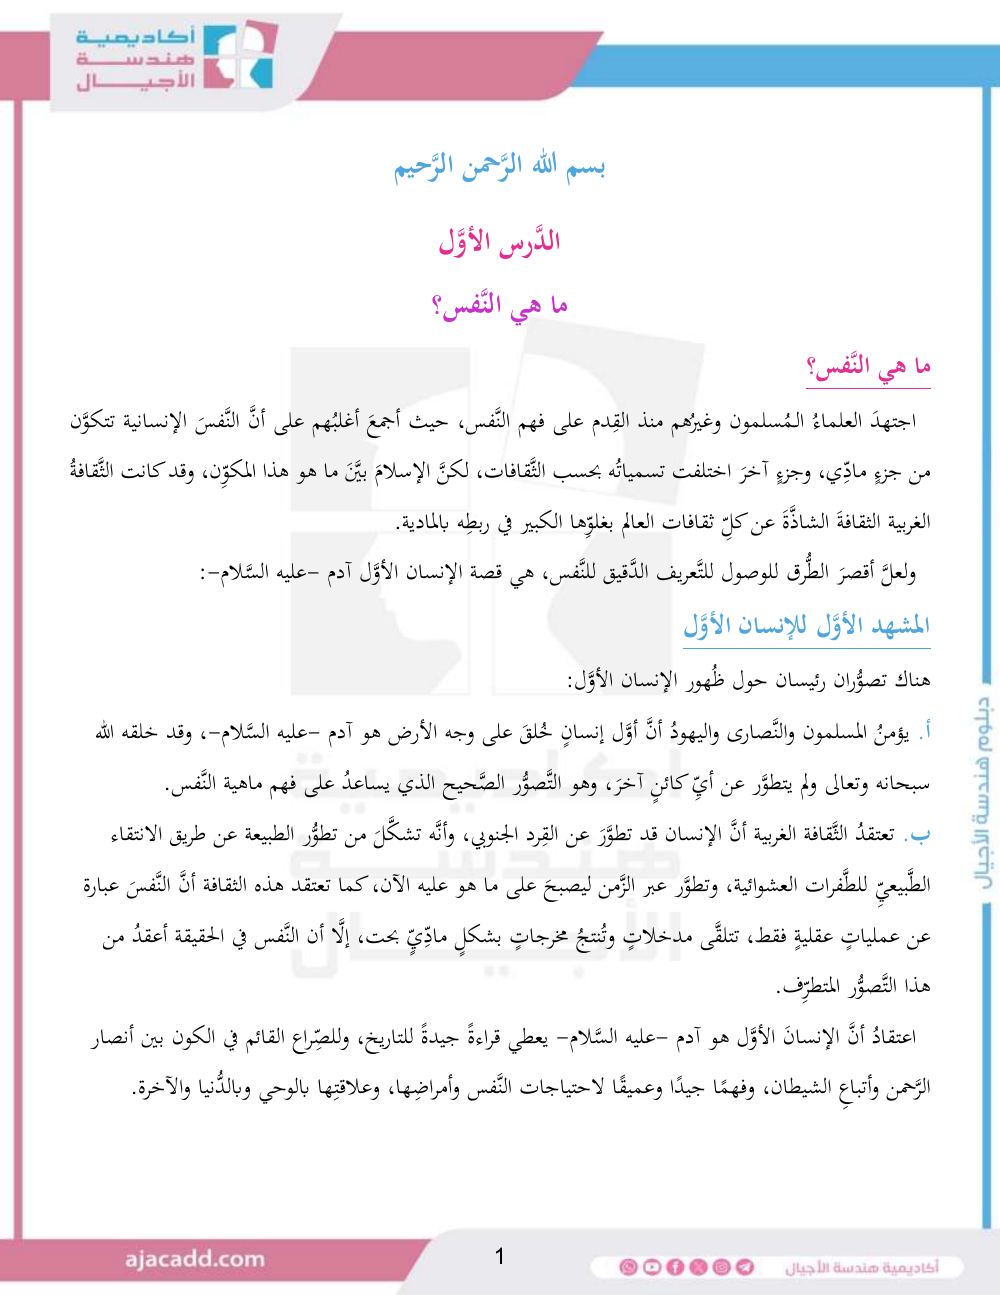 أكاديمية
هندسة
الأجيال
بسم الله الرَّحمن الرَّحيم
الدَّرس الأوَّل
ما هي النَّفس؟
ما هي النَّفس؟
اجتهدَ العلماءُ المُسلمون وغيرُهم منذ القِدم على فهم النَّفس، حيث أجمعَ أغلبُهم على أنَّ النَّفسَ الإنسانية تتكوَّن
من جزءٍ مادِّي، وجزءٍ آخرَ اختلفت تسمياتُه بحسب الثَّقافات، لكنَّ الإسلامَ بيَّنَ ما هو هذا المكوِّن، وقد كانت الثَّقافةُ
الغربية الثقافةَ الشاذَّةَ عن كلِّ ثقافات العالم بغلوِّها الكبير في ربطِه بالمادية.
ولعلَّ أقصرَ الطُّرق للوصول للتَّعريف الدَّقيق للنَّفس، هي قصة الإنسان الأوَّل آدم -عليه السَّلام-:
المشهد الأوَّل للإنسان الأوَّل
هناك تصوُّران رئيسان حول ظُهور الإنسان الأوَّل:
أ. يؤمنُ المسلمون والنَّصارى واليهودُ أنَّ أوَّل إنسانٍ خُلقَ على وجه الأرض هو آدم -عليه السَّلام-، وقد خلقه الله
سبحانه وتعالى ولم يتطوَّر عن أيِّ كائنٍ آخرَ، وهو التَّصوُّر الصَّحيح الذي يساعدُ على فهم ماهية النَّفس.
ب. تعتقدُ الثَّقافة الغربية أنَّ الإنسان قد تطوَّرَ عن القِرد الجنوبي، وأنَّه تشكَّلَ من تطوُّر الطبيعة عن طريق الانتقاء
الطَّبيعيِّ للطَّفرات العشوائية، وتطوَّر عبر الزَّمن ليصبحَ على ما هو عليه الآن، كما تعتقد هذه الثقافة أنَّ النَّفسَ عبارة
عن عملياتٍ عقليةٍ فقط، تتلقَّى مدخلاتٍ وتُنتجُ مخرجاتٍ بشكلٍ مادِّيٍّ بحت، إلَّا أن النَّفس في الحقيقة أعقدُ من
هذا التَّصوُّر المتطرِّف.
اعتقادُ أنَّ الإنسانَ الأوَّل هو آدم -عليه السَّلام- يعطي قراءةً جيدةً للتاريخ، وللصِّراع القائم في الكون بين أنصار
الرَّحمن وأتباعِ الشيطان، وفهمًا جيدًا وعميقًا لاحتياجات النَّفس وأمراضِها، وعلاقتِها بالوحي وبالدُّنيا والآخرة.
أكاديمية
هندسة
الأجيال
دبلوم هندسة الأجيال
ajacadd.com
1
أكاديمية هندسة الأجيال